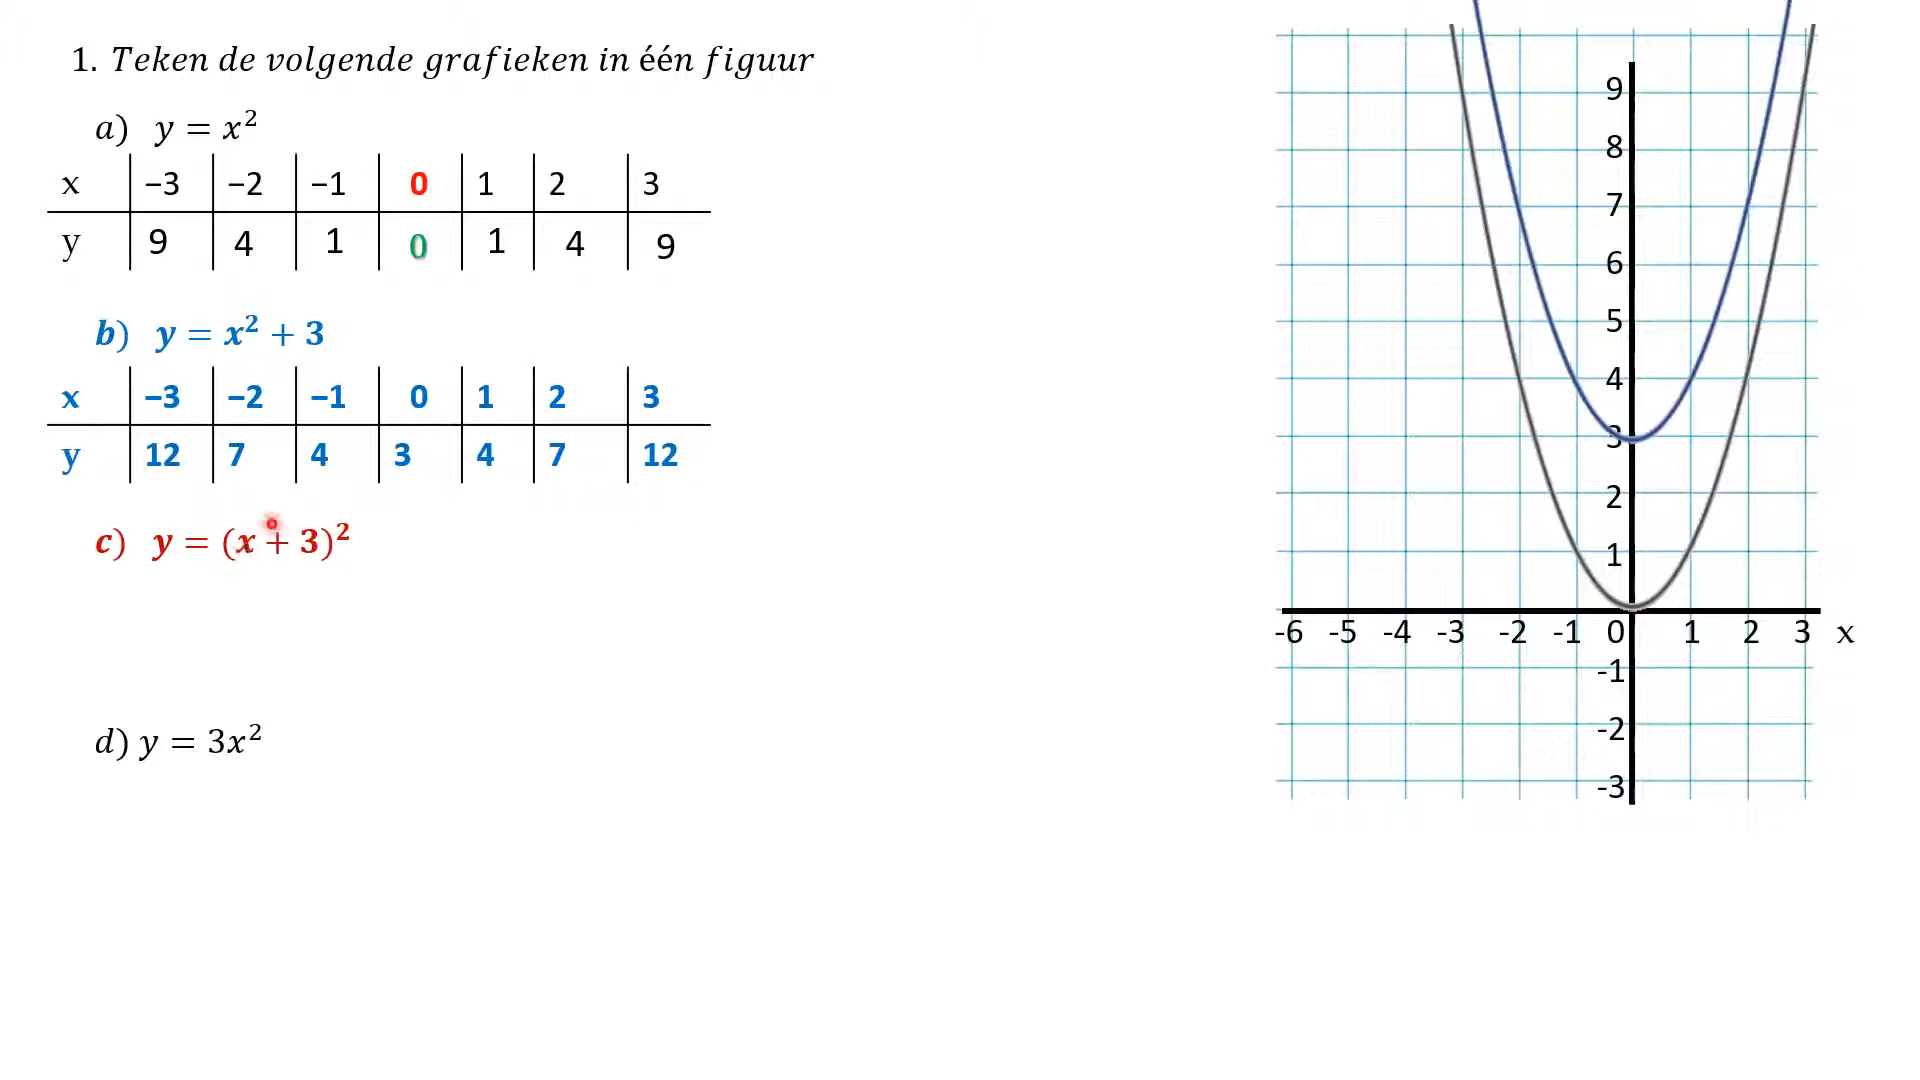 1. Teken de volgende grafieken in één figuur
a) y = x²
x −3 −2 −1 0 1 2 3
y 9 4 1 0 1 4 9
b) y = x² + 3
x −3 −2 −1 0 1 2 3
y 12 7 4 3 4 7 12
c) y = (x + 3)²
d) y = 3x²
9
8
7
6
5
4
3
2
1
-6 -5 -4 -3 -2 -1 0 1 2 3 x
-1
-2
-3